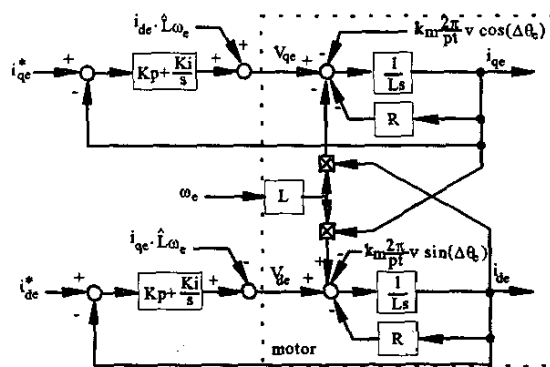 i_de · L̂ω_e
k_m 2π/pt v cos(Δθ_e)
+
+
-
-
i*_qe
+
Kp+ Ki/s
+
V_qe
+
1/Ls
i_qe
-
-
R
-
ω_e
L
i_qe · L̂ω_e
-
+
-
k_m 2π/pt v sin(Δθ_e)
i*_de
+
Kp+ Ki/s
+
V_de
+
1/Ls
i_de
-
-
R
motor